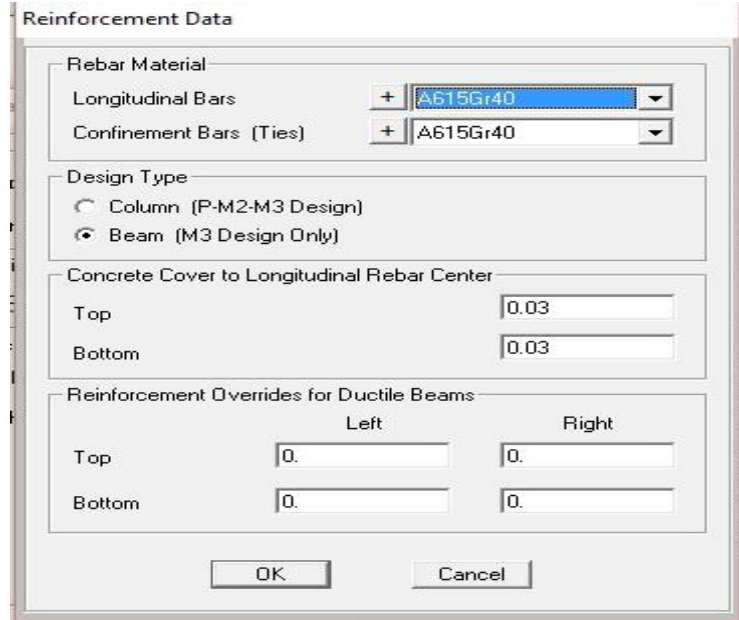 Reinforcement Data
Rebar Material
Longitudinal Bars + A615Gr40
Confinement Bars (Ties) + A615Gr40
Design Type
Column (P-M2-M3 Design)
Beam (M3 Design Only)
Concrete Cover to Longitudinal Rebar Center
Top 0.03
Bottom 0.03
Reinforcement Overrides for Ductile Beams
Left Right
Top 0. 0.
Bottom 0. 0.
OK Cancel